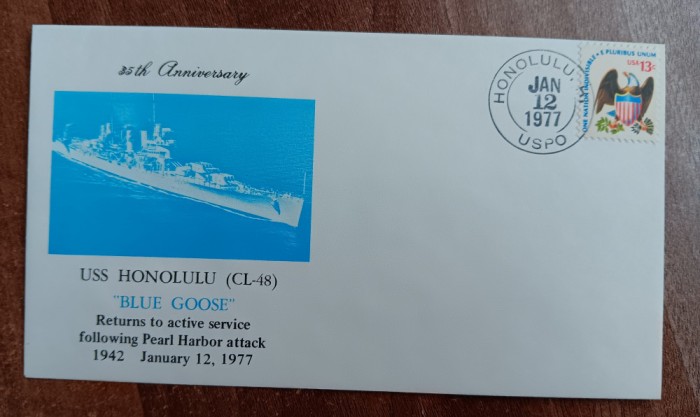 35th Anniversary
HONOLULU,
JAN
12
1977
USPO
ONE NATION INDIVISIBLE • E PLURIBUS UNUM
USA 13c
USS HONOLULU (CL-48)
"BLUE GOOSE"
Returns to active service
following Pearl Harbor attack
1942 January 12, 1977